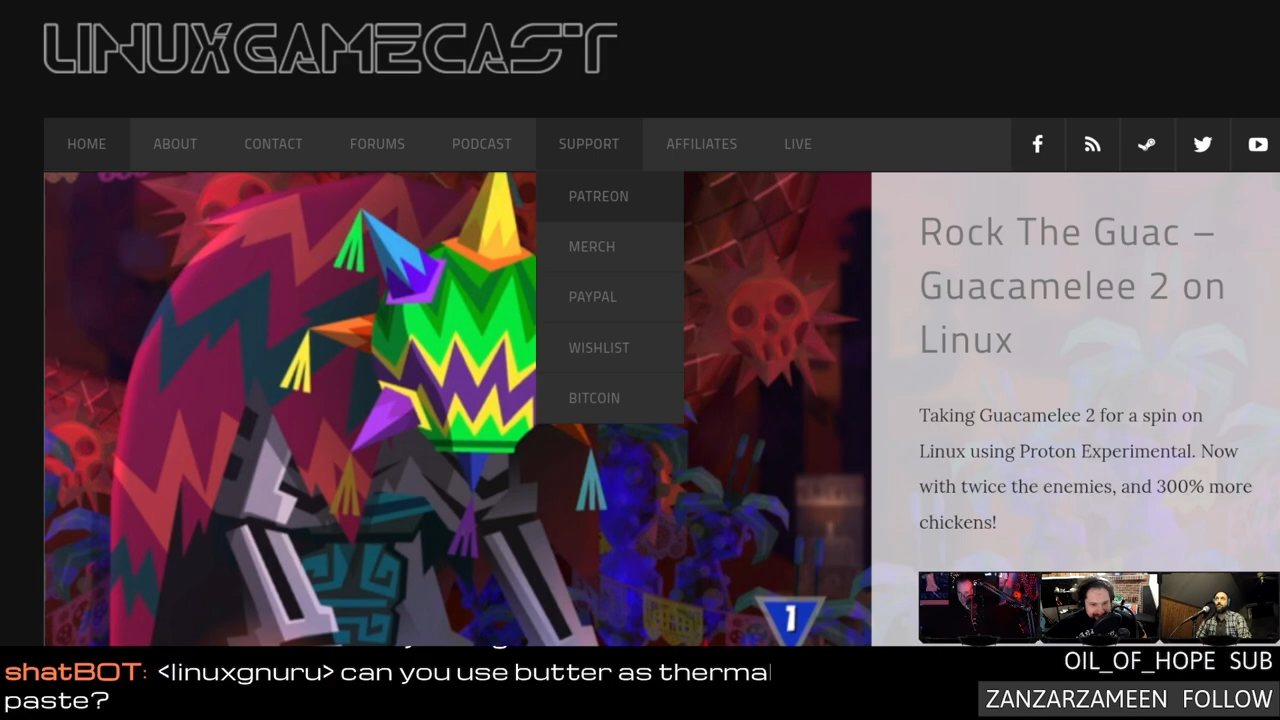 LINUXGAMECAST
HOME ABOUT CONTACT FORUMS PODCAST SUPPORT AFFILIATES LIVE
PATREON
MERCH
PAYPAL
WISHLIST
BITCOIN
Rock The Guac –
Guacamelee 2 on
Linux
Taking Guacamelee 2 for a spin on
Linux using Proton Experimental. Now
with twice the enemies, and 300% more
chickens!
1
shatBOT: <linuxgnuru> can you use butter as thermal
paste?
OIL_OF_HOPE SUB
ZANZARZAMEEN FOLLOW